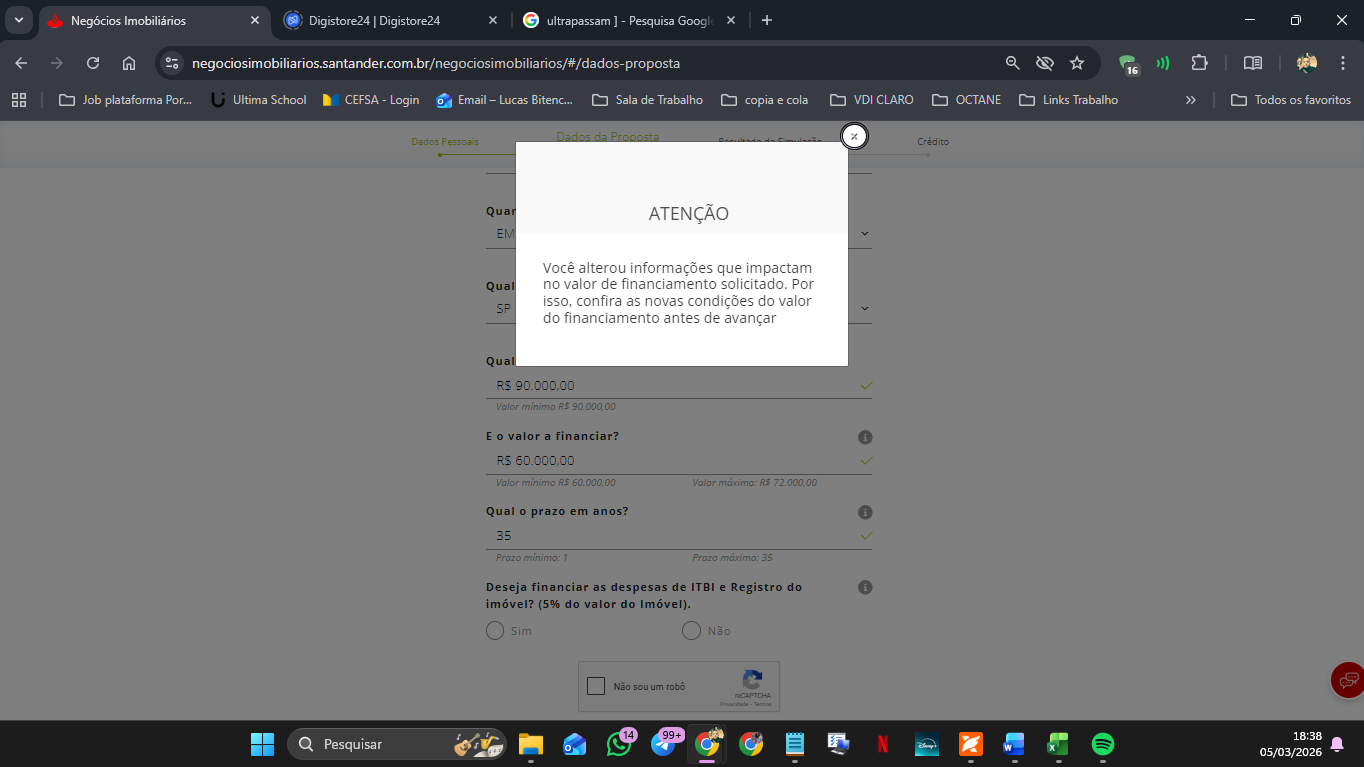 Negócios Imobiliários
Digistore24 | Digistore24
ultrapassam ] - Pesquisa Google
negociosimobiliarios.santander.com.br/negociosimobiliarios/#/dados-proposta
16
Job plataforma Por...
Ultima School
CEFSA - Login
Email – Lucas Bitenc...
Sala de Trabalho
copia e cola
VDI CLARO
OCTANE
Links Trabalho
Todos os favoritos
Dados Pessoais
Dados da Proposta
Resultado da Simulação
Crédito
ATENÇÃO
Você alterou informações que impactam
no valor de financiamento solicitado. Por
isso, confira as novas condições do valor
do financiamento antes de avançar
SP
R$ 90.000,00
Valor mínimo R$ 90.000,00
E o valor a financiar?
R$ 60.000,00
Valor mínimo R$ 60.000,00
Valor máximo: R$ 72.000,00
Qual o prazo em anos?
35
Prazo mínimo: 1
Prazo máximo: 35
Deseja financiar as despesas de ITBI e Registro do
imóvel? (5% do valor do Imóvel).
Sim
Não
Não sou um robô
reCAPTCHA
Privacidade - Termos
Pesquisar
14
99+
18:38
05/03/2026